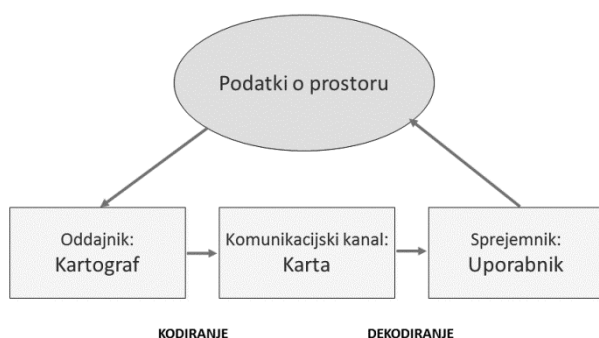 Podatki o prostoru
Oddajnik:
Kartograf
Komunikacijski kanal:
Karta
Sprejemnik:
Uporabnik
KODIRANJE
DEKODIRANJE